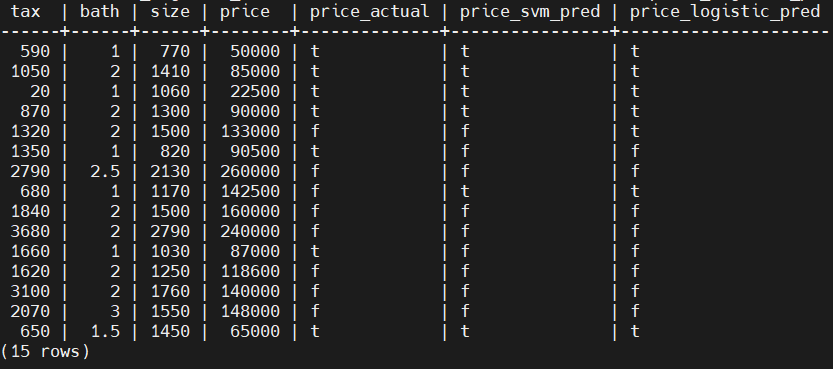 tax | bath | size | price | price_actual | price_svm_pred | price_logistic_pred
------+------+------+--------+--------------+----------------+---------------------
590 | 1 | 770 | 50000 | t | t | t
1050 | 2 | 1410 | 85000 | t | t | t
20 | 1 | 1060 | 22500 | t | t | t
870 | 2 | 1300 | 90000 | t | t | t
1320 | 2 | 1500 | 133000 | f | f | t
1350 | 1 | 820 | 90500 | t | f | f
2790 | 2.5 | 2130 | 260000 | f | f | f
680 | 1 | 1170 | 142500 | f | t | t
1840 | 2 | 1500 | 160000 | f | f | f
3680 | 2 | 2790 | 240000 | f | f | f
1660 | 1 | 1030 | 87000 | t | f | f
1620 | 2 | 1250 | 118600 | f | f | f
3100 | 2 | 1760 | 140000 | f | f | f
2070 | 3 | 1550 | 148000 | f | f | f
650 | 1.5 | 1450 | 65000 | t | t | t
(15 rows)